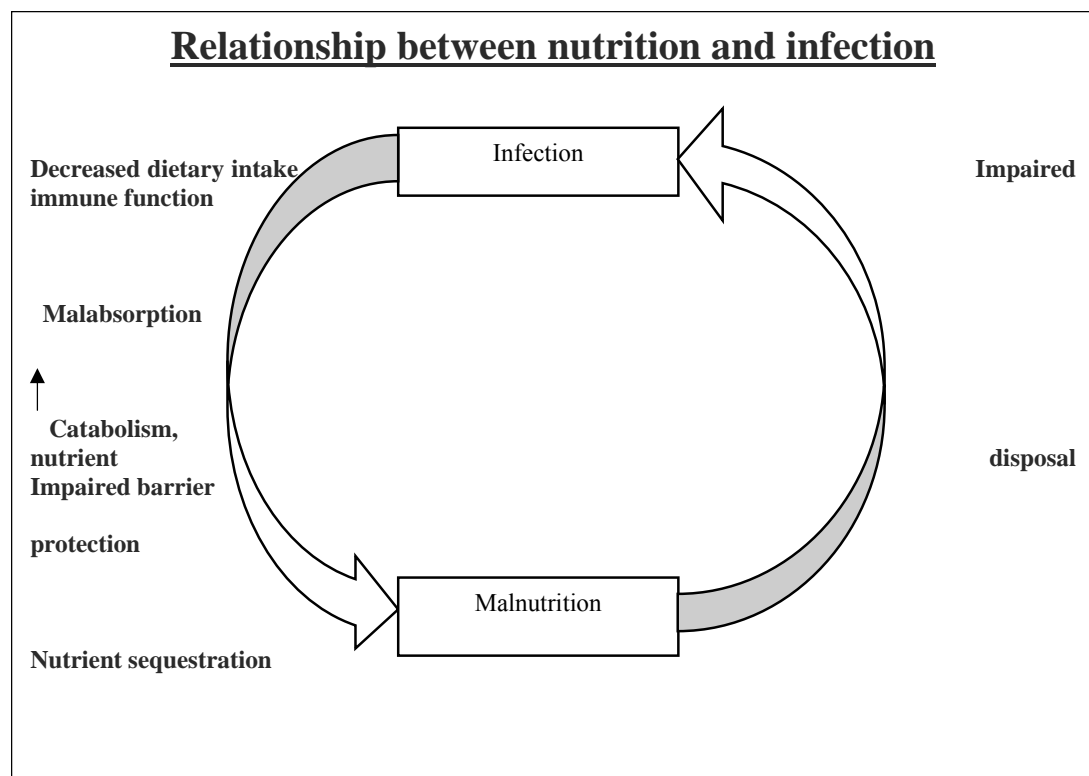 Relationship between nutrition and infection
Infection
Decreased dietary intake Impaired
immune function
Malabsorption
Catabolism,
nutrient disposal
Impaired barrier
protection
Malnutrition
Nutrient sequestration